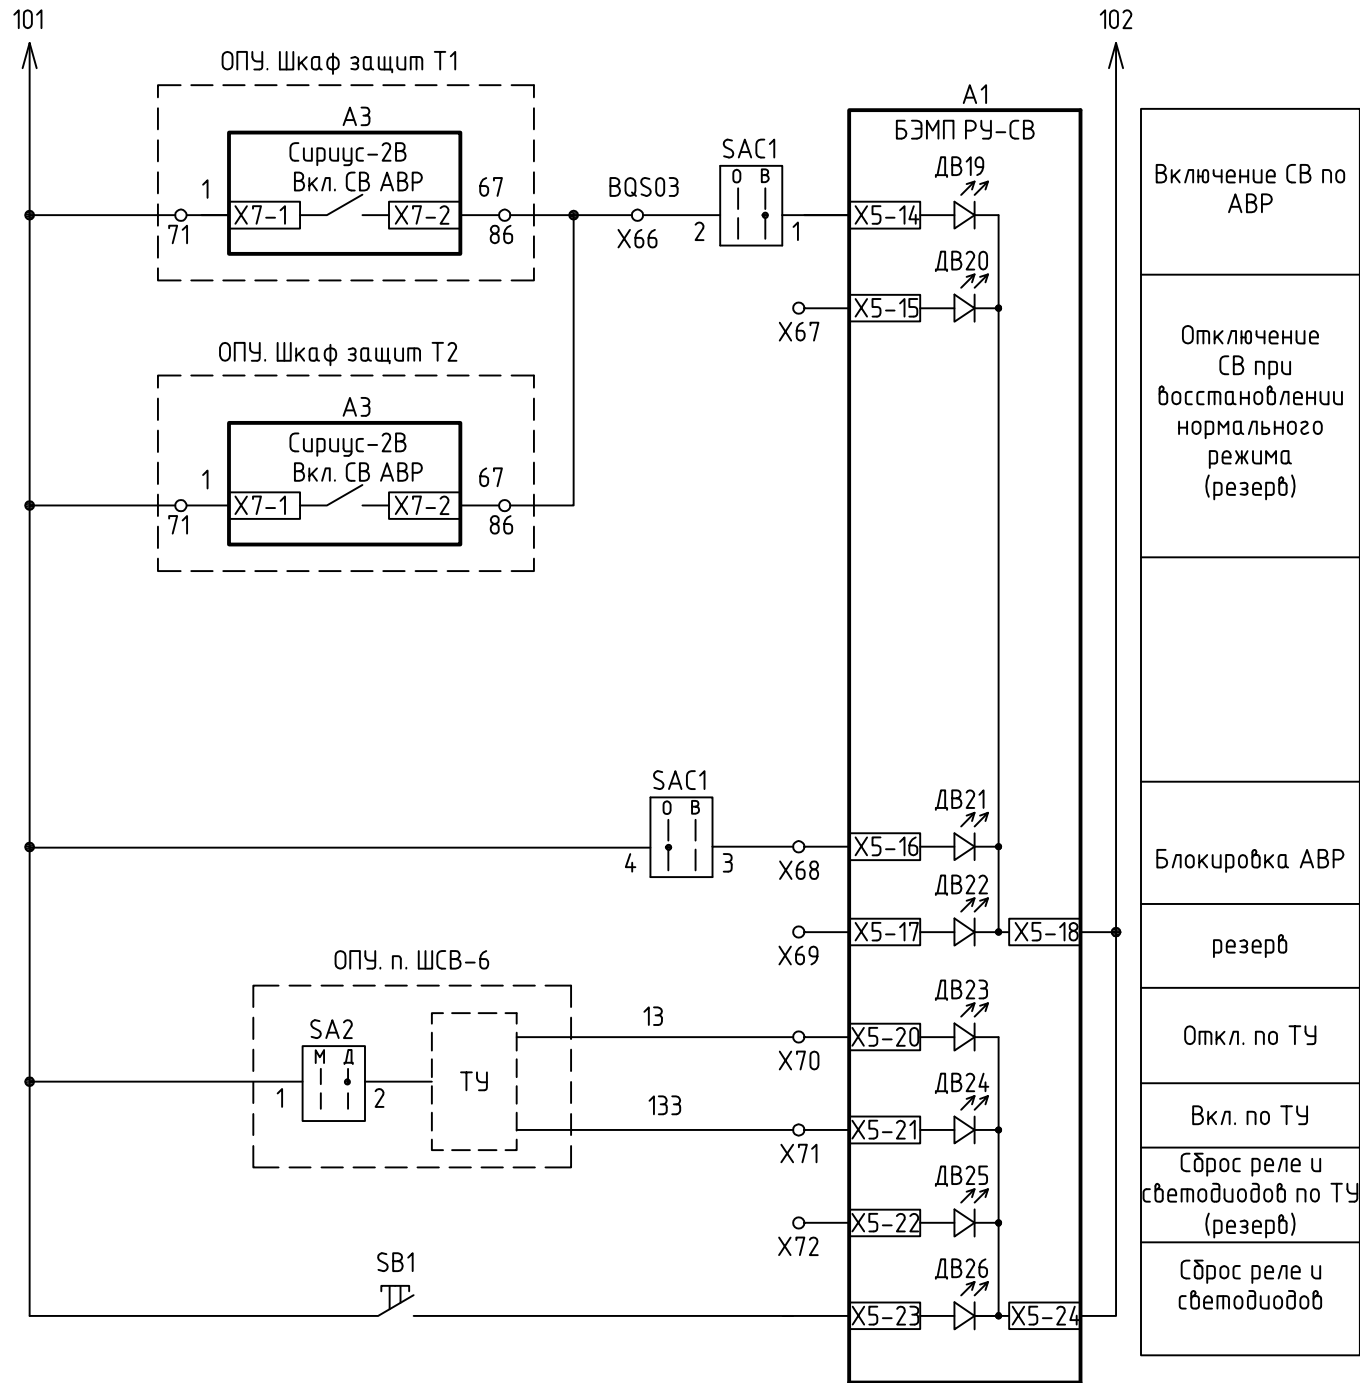 101
102
ОПУ. Шкаф защит Т1
А3
Сириус-2В
Вкл. СВ АВР
1
X7-1
X7-2
67
71
86
BQS03
X66
SAC1
О В
2
1
А1
БЭМП РУ-СВ
ДВ19
X5-14
Включение СВ по
АВР
ДВ20
X5-15
X67
Отключение
СВ при
восстановлении
нормального
режима
(резерв)
ОПУ. Шкаф защит Т2
А3
Сириус-2В
Вкл. СВ АВР
1
X7-1
X7-2
67
71
86
SAC1
О В
4
3
X68
ДВ21
X5-16
Блокировка АВР
ДВ22
X5-17
X5-18
X69
резерв
ОПУ. п. ШСВ-6
SA2
М Д
1
2
ТУ
13
X70
ДВ23
X5-20
Откл. по ТУ
133
X71
ДВ24
X5-21
Вкл. по ТУ
ДВ25
X5-22
X72
Сброс реле и
светодиодов по ТУ
(резерв)
SB1
ДВ26
X5-23
X5-24
Сброс реле и
светодиодов